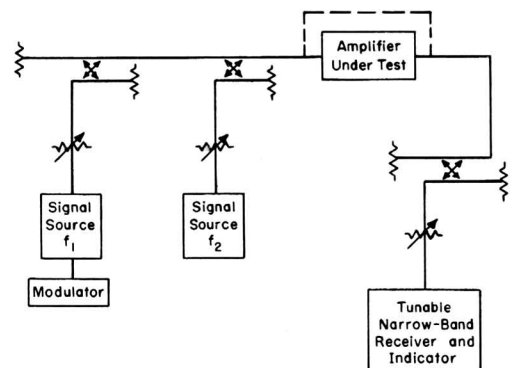 Amplifier
Under Test
Signal
Source
f1
Signal
Source
f2
Modulator
Tunable
Narrow-Band
Receiver and
Indicator